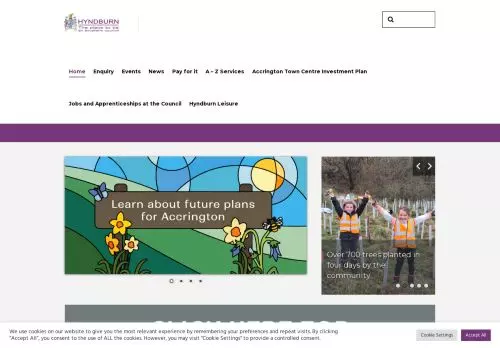 HYNDBURN
The place to be
an excellent council
Home
Enquiry
Events
News
Pay for it
A – Z Services
Accrington Town Centre Investment Plan
Jobs and Apprenticeships at the Council
Hyndburn Leisure
Learn about future plans
for Accrington
Over 700 trees planted in
four days by the
community
We use cookies on our website to give you the most relevant experience by remembering your preferences and repeat visits. By clicking
"Accept All", you consent to the use of ALL the cookies. However, you may visit "Cookie Settings" to provide a controlled consent.
Cookie Settings
Accept All